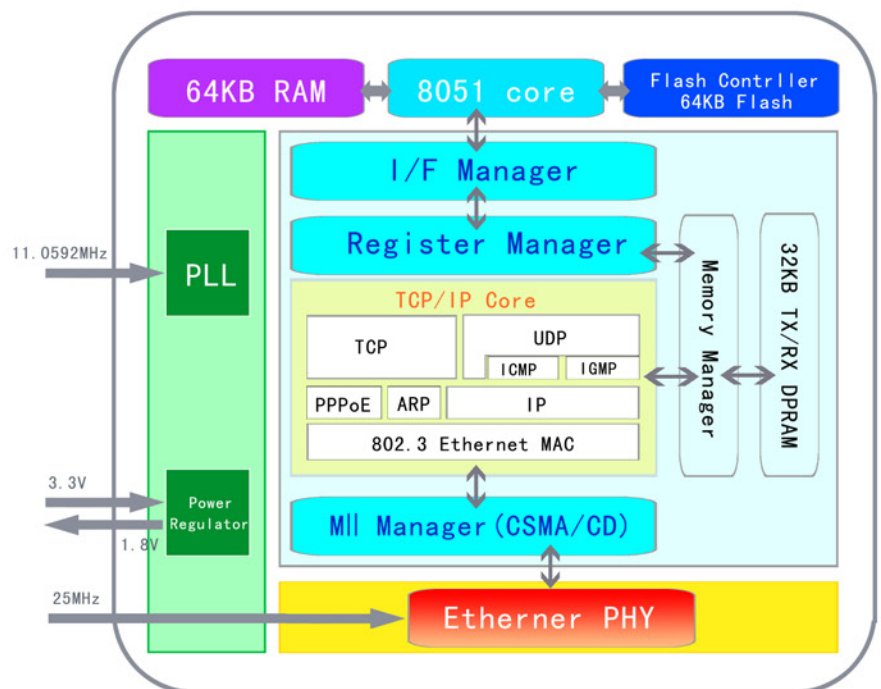 64KB RAM
8051 core
Flash Contrller
64KB Flash
I/F Manager
Register Manager
11.0592MHz
PLL
TCP/IP Core
TCP
UDP
ICMP
IGMP
PPPoE
ARP
IP
802.3 Ethernet MAC
Memory Manager
32KB TX/RX DPRAM
3.3V
Power
Regulator
1.8V
Mll Manager(CSMA/CD)
25MHz
Etherner PHY